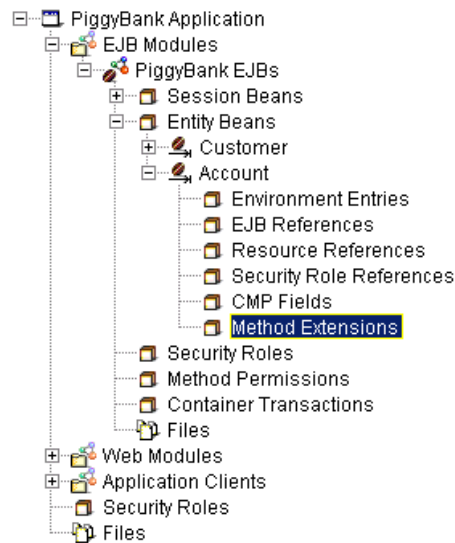 PiggyBank Application
EJB Modules
PiggyBank EJBs
Session Beans
Entity Beans
Customer
Account
Environment Entries
EJB References
Resource References
Security Role References
CMP Fields
Method Extensions
Security Roles
Method Permissions
Container Transactions
Files
Web Modules
Application Clients
Security Roles
Files